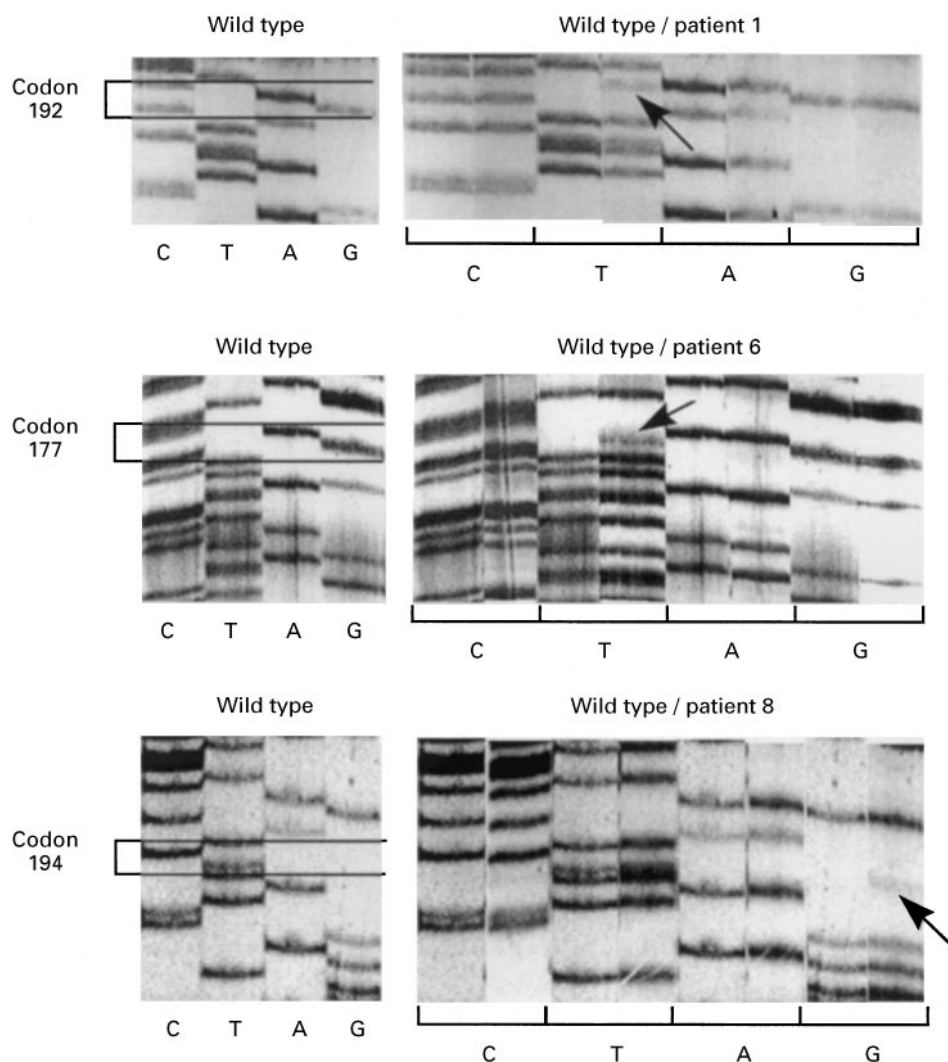 Wild type
Wild type / patient 1
Codon
192
C T A G
C T A G
Wild type
Wild type / patient 6
Codon
177
C T A G
C T A G
Wild type
Wild type / patient 8
Codon
194
C T A G
C T A G